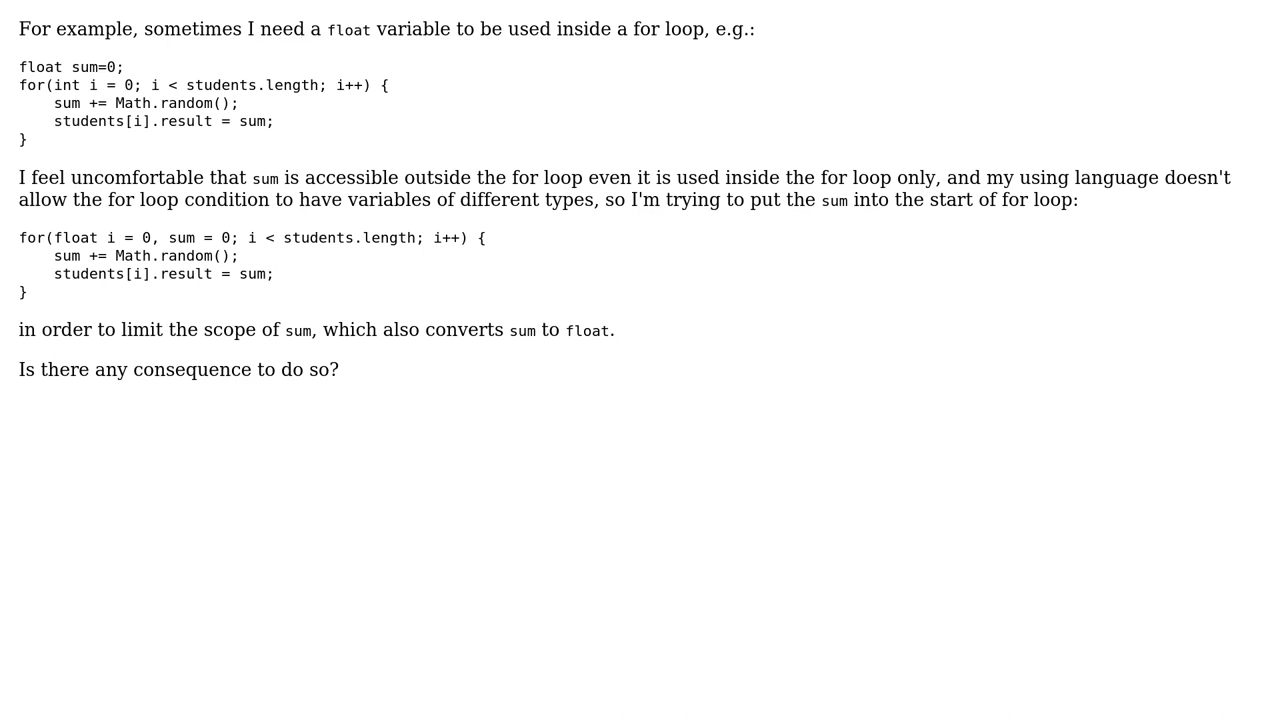 For example, sometimes I need a float variable to be used inside a for loop, e.g.:
float sum=0;
for(int i = 0; i < students.length; i++) {
    sum += Math.random();
    students[i].result = sum;
}
I feel uncomfortable that sum is accessible outside the for loop even it is used inside the for loop only, and my using language doesn't
allow the for loop condition to have variables of different types, so I'm trying to put the sum into the start of for loop:
for(float i = 0, sum = 0; i < students.length; i++) {
    sum += Math.random();
    students[i].result = sum;
}
in order to limit the scope of sum, which also converts sum to float.
Is there any consequence to do so?